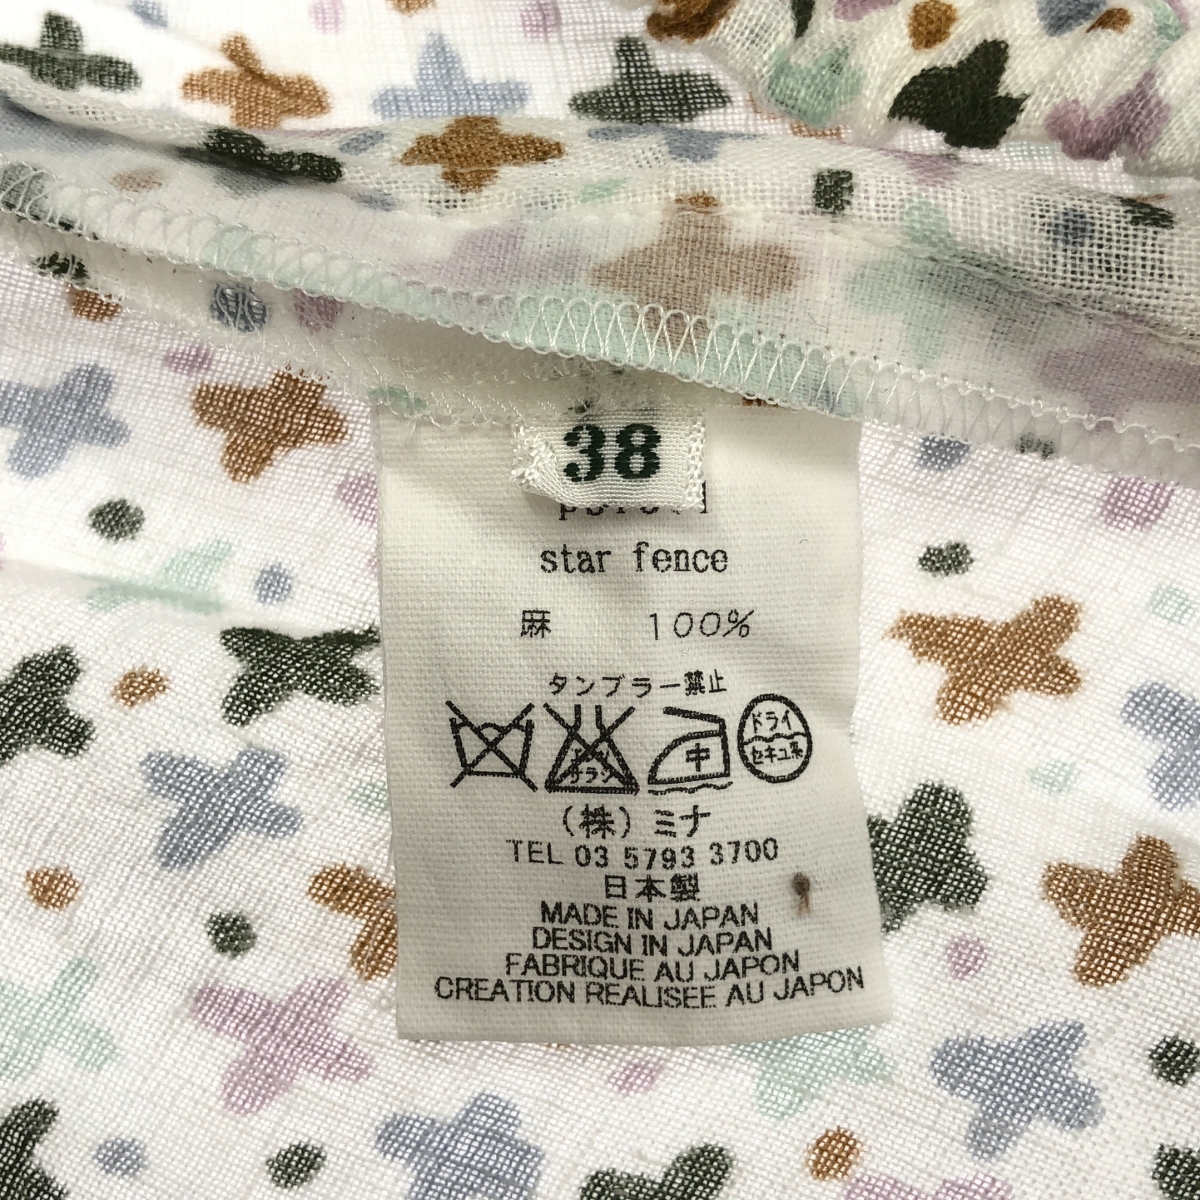 38
star fence
麻 100%
タンブラー禁止
中
ドライ
セキユ系
(株)ミナ
TEL 03 5793 3700
日本製
MADE IN JAPAN
DESIGN IN JAPAN
FABRIQUE AU JAPON
CREATION REALISEE AU JAPON